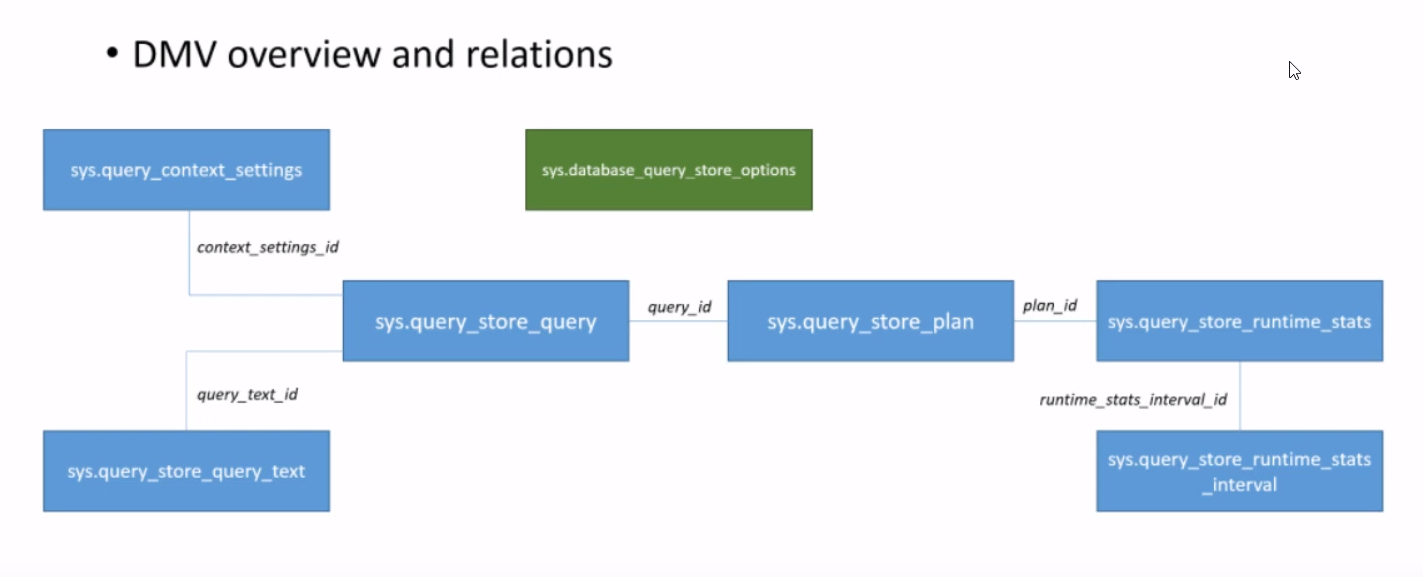 • DMV overview and relations
sys.query_context_settings
sys.database_query_store_options
context_settings_id
sys.query_store_query
query_id
sys.query_store_plan
plan_id
sys.query_store_runtime_stats
query_text_id
runtime_stats_interval_id
sys.query_store_query_text
sys.query_store_runtime_stats
_interval